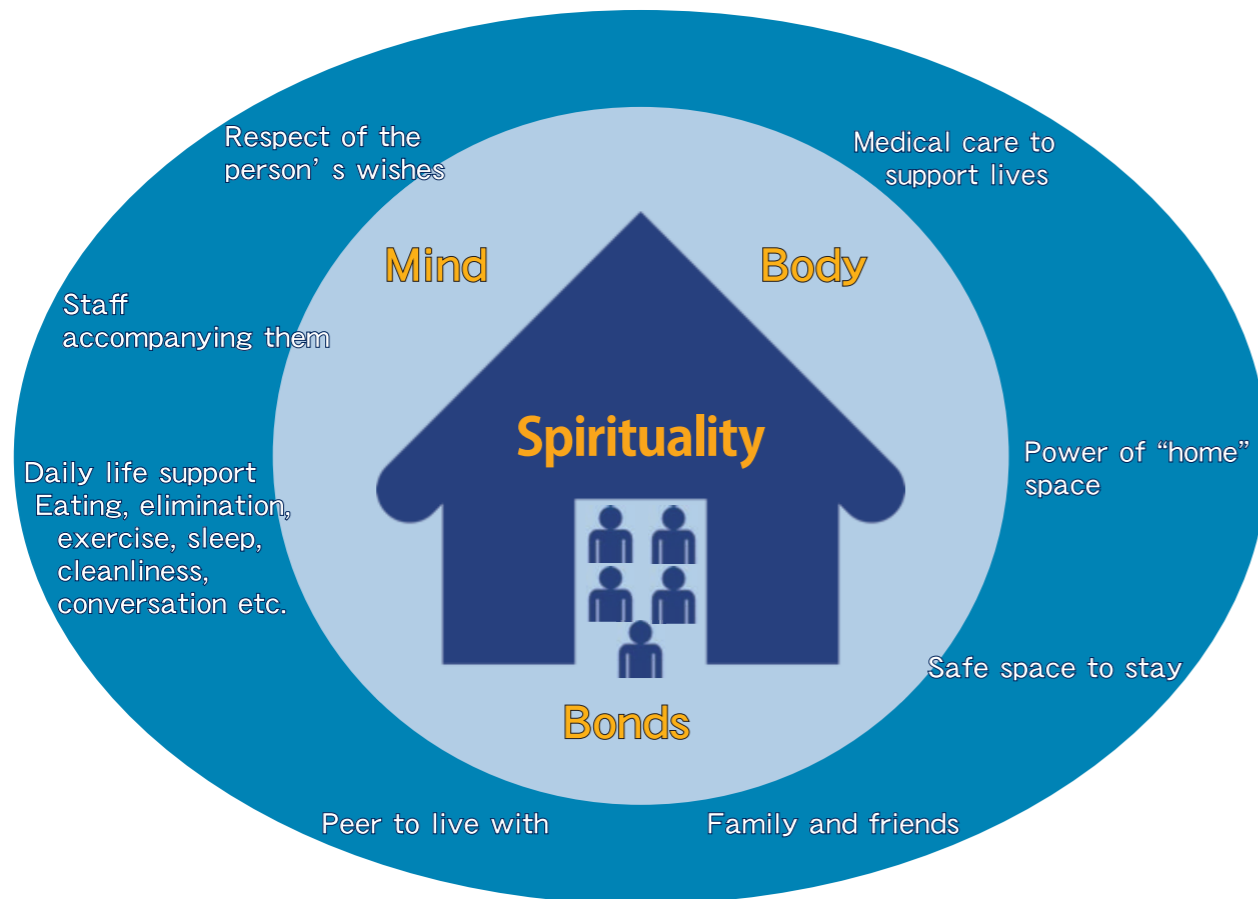 Respect of the
person’ s wishes
Medical care to
support lives
Mind
Body
Staff
accompanying them
Spirituality
Power of “home”
space
Daily life support
Eating, elimination,
exercise, sleep,
cleanliness,
conversation etc.
Safe space to stay
Bonds
Peer to live with
Family and friends